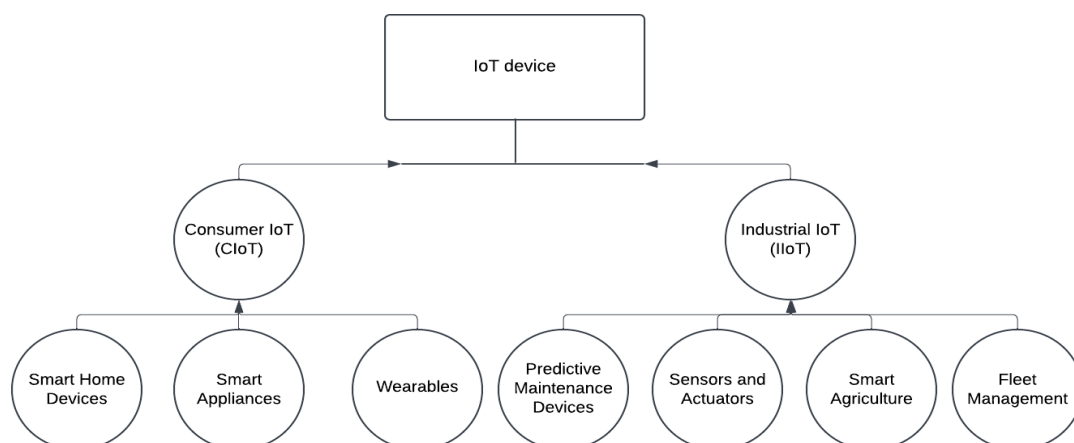 IoT device
Consumer IoT
(CIoT)
Industrial IoT
(IIoT)
Smart Home
Devices
Smart
Appliances
Wearables
Predictive
Maintenance
Devices
Sensors and
Actuators
Smart
Agriculture
Fleet
Management